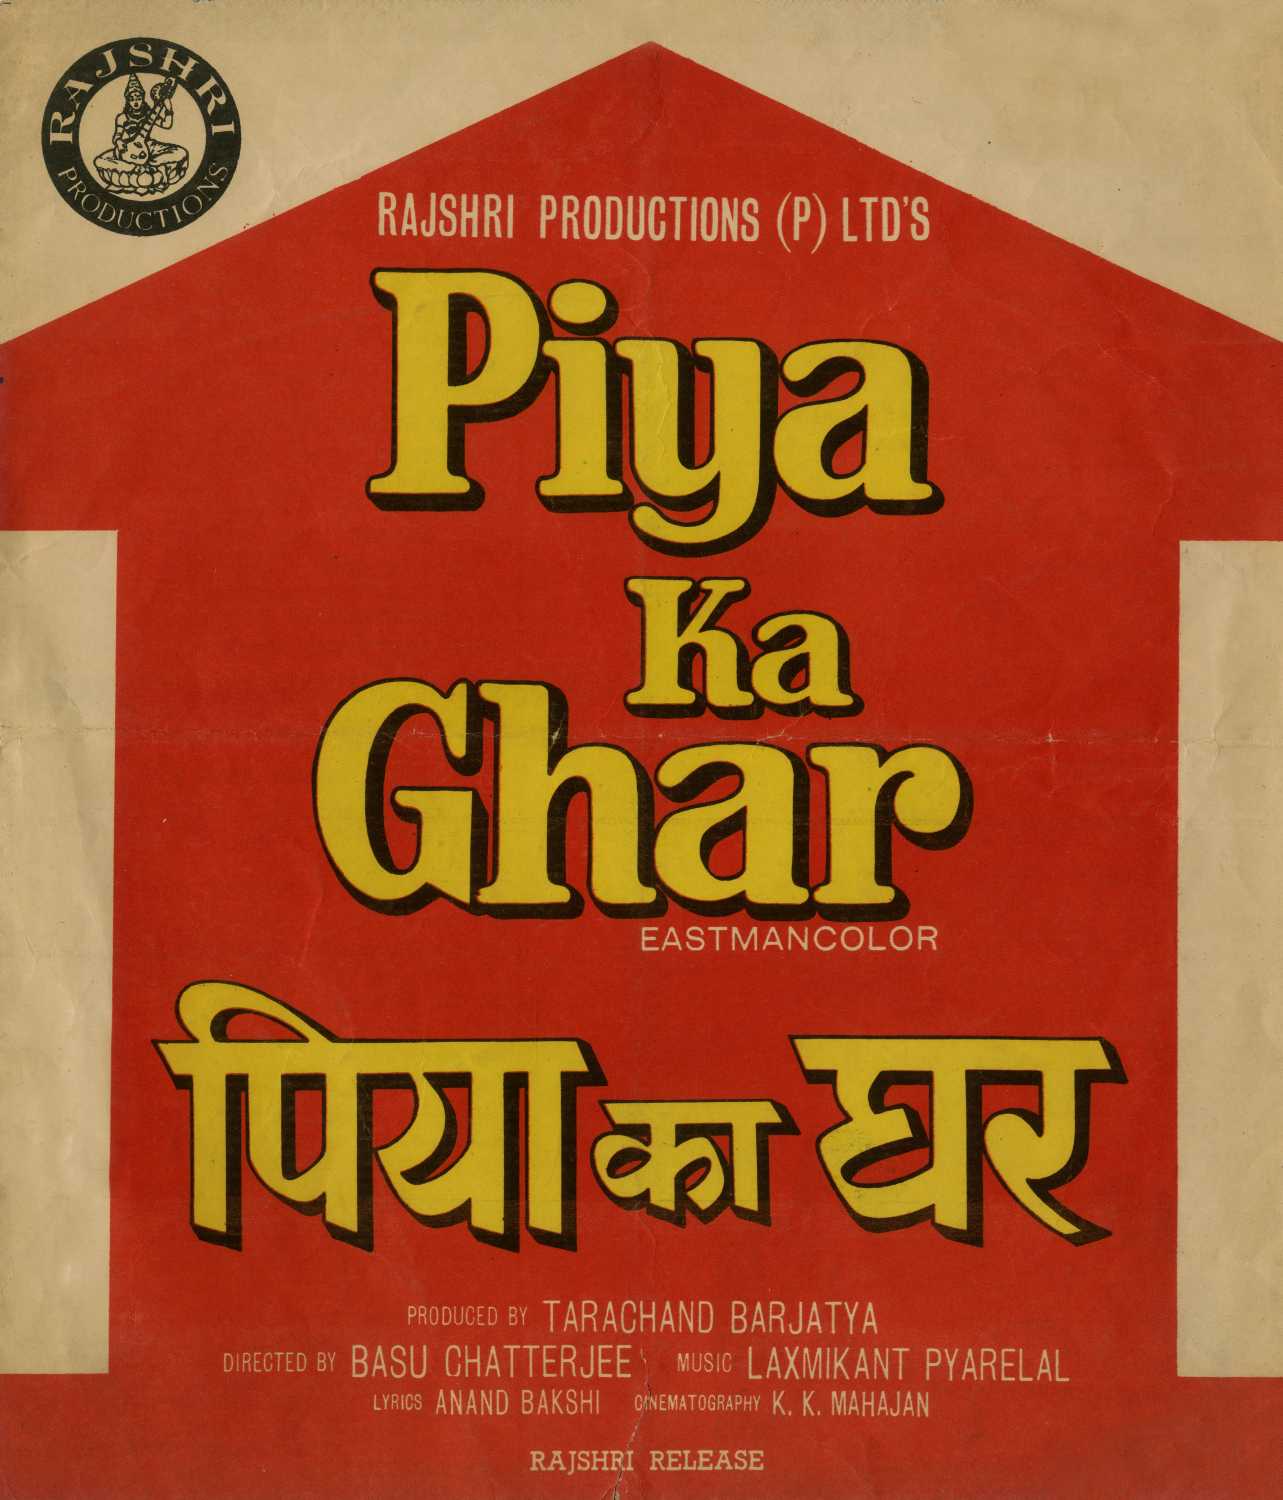 RAJSHRI
PRODUCTIONS
RAJSHRI PRODUCTIONS (P) LTD'S
Piya
Ka
Ghar
EASTMANCOLOR
पिया का घर
PRODUCED BY TARACHAND BARJATYA
DIRECTED BY BASU CHATTERJEE MUSIC LAXMIKANT PYARELAL
LYRICS ANAND BAKSHI CINEMATOGRAPHY K. K. MAHAJAN
RAJSHRI RELEASE